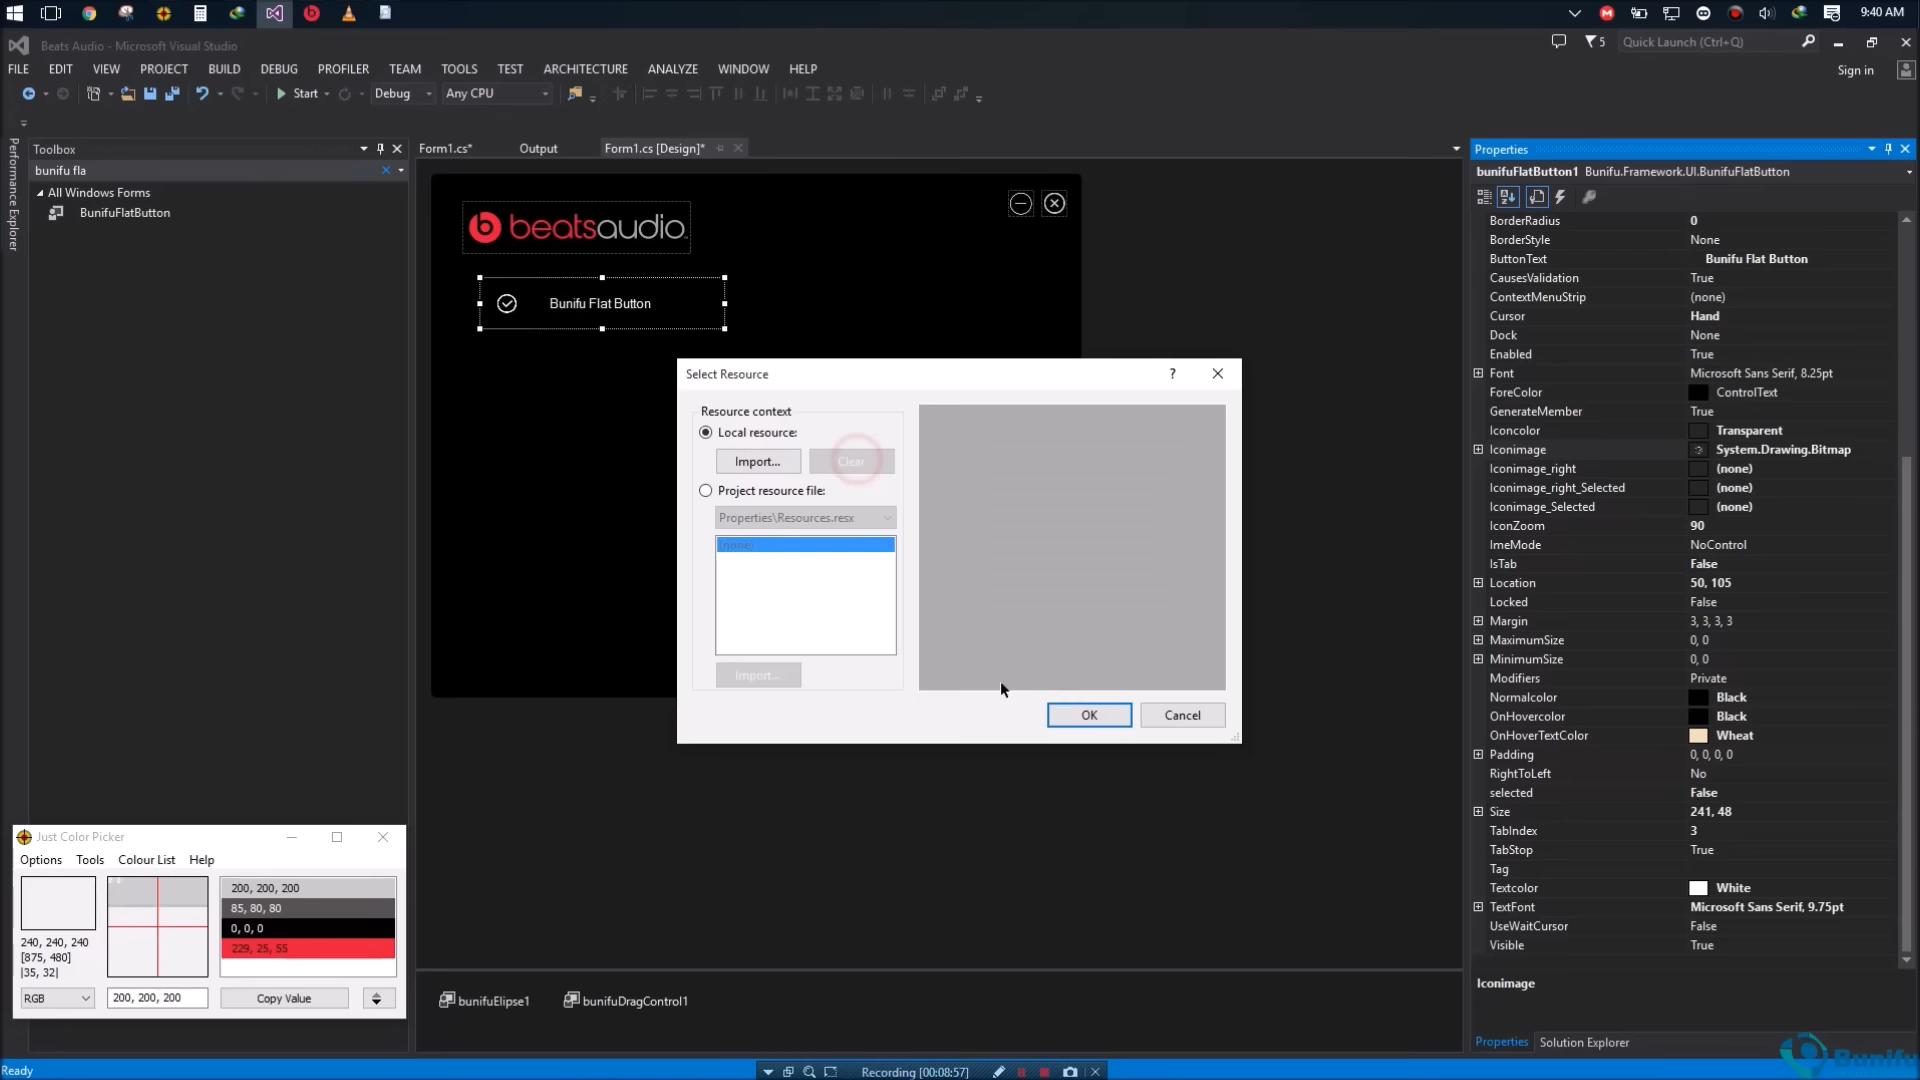 9:40 AM
Beats Audio - Microsoft Visual Studio
5
Quick Launch (Ctrl+Q)
FILE EDIT VIEW PROJECT BUILD DEBUG PROFILER TEAM TOOLS TEST ARCHITECTURE ANALYZE WINDOW HELP
Sign in
Start Debug Any CPU
Performance Explorer
Toolbox
bunifu fla
All Windows Forms
BunifuFlatButton
Form1.cs* Output Form1.cs [Design]*
beatsaudio
Bunifu Flat Button
Select Resource
?
Resource context
Local resource:
Import... Clear
Project resource file:
Properties\Resources.resx
(none)
Import...
OK Cancel
Properties
bunifuFlatButton1 Bunifu.Framework.UI.BunifuFlatButton
BorderRadius 0
BorderStyle None
ButtonText Bunifu Flat Button
CausesValidation True
ContextMenuStrip (none)
Cursor Hand
Dock None
Enabled True
Font Microsoft Sans Serif, 8.25pt
ForeColor ControlText
GenerateMember True
Iconcolor Transparent
Iconimage System.Drawing.Bitmap
Iconimage_right (none)
Iconimage_right_Selected (none)
Iconimage_Selected (none)
IconZoom 90
ImeMode NoControl
IsTab False
Location 50, 105
Locked False
Margin 3, 3, 3, 3
MaximumSize 0, 0
MinimumSize 0, 0
Modifiers Private
Normalcolor Black
OnHovercolor Black
OnHoverTextColor Wheat
Padding 0, 0, 0, 0
RightToLeft No
selected False
Size 241, 48
TabIndex 3
TabStop True
Tag
Textcolor White
TextFont Microsoft Sans Serif, 9.75pt
UseWaitCursor False
Visible True
Iconimage
Properties Solution Explorer
Just Color Picker
Options Tools Colour List Help
200, 200, 200
85, 80, 80
0, 0, 0
229, 25, 55
240, 240, 240
[875, 480]
|35, 32|
RGB 200, 200, 200 Copy Value
bunifuElipse1 bunifuDragControl1
Ready
Recording [00:08:57]
Bunifu